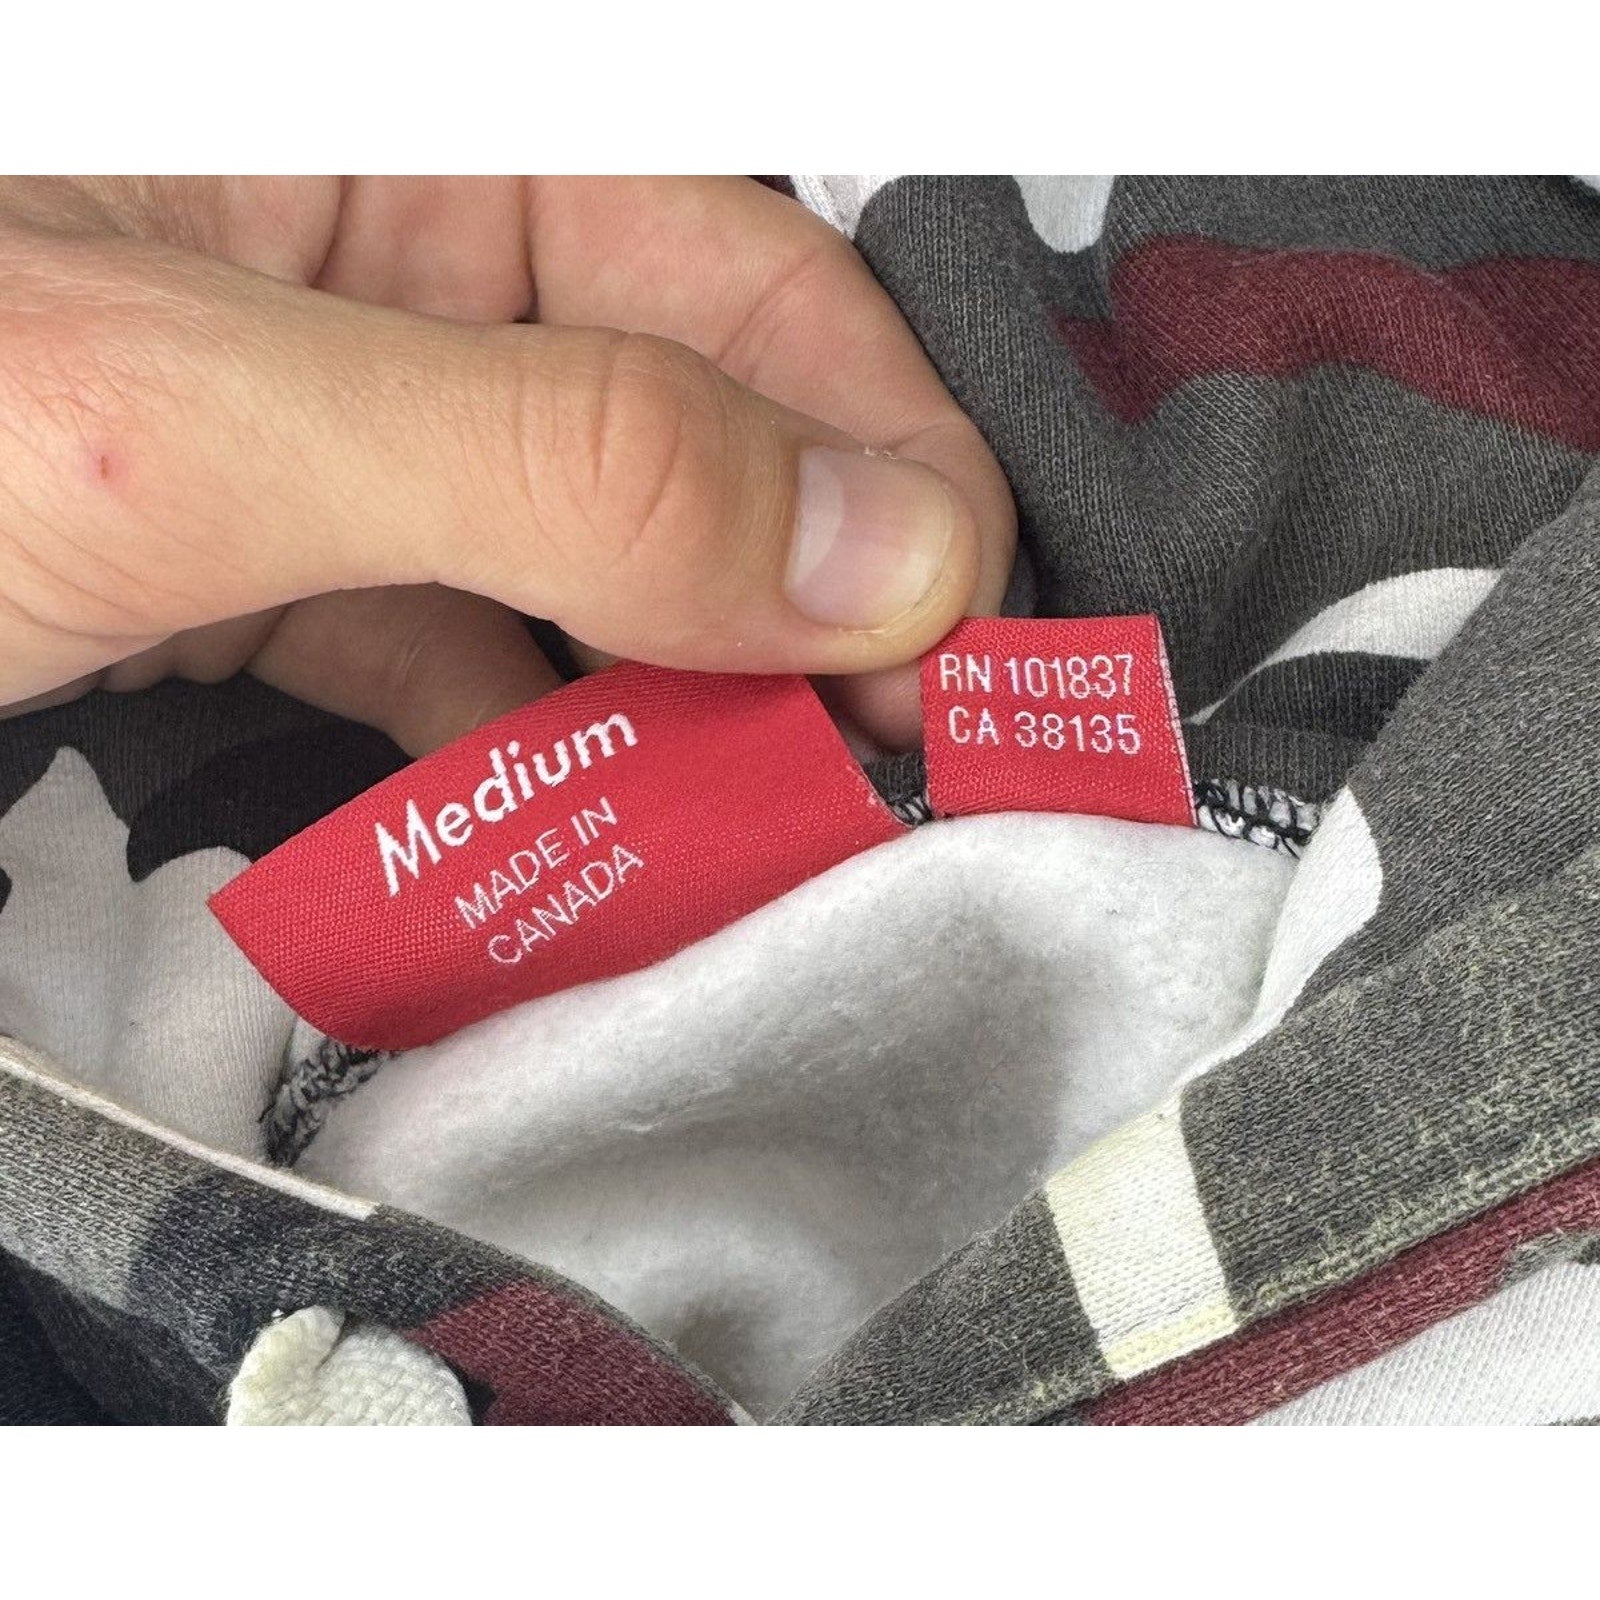 Medium
MADE IN
CANADA
RN 101837
CA 38135